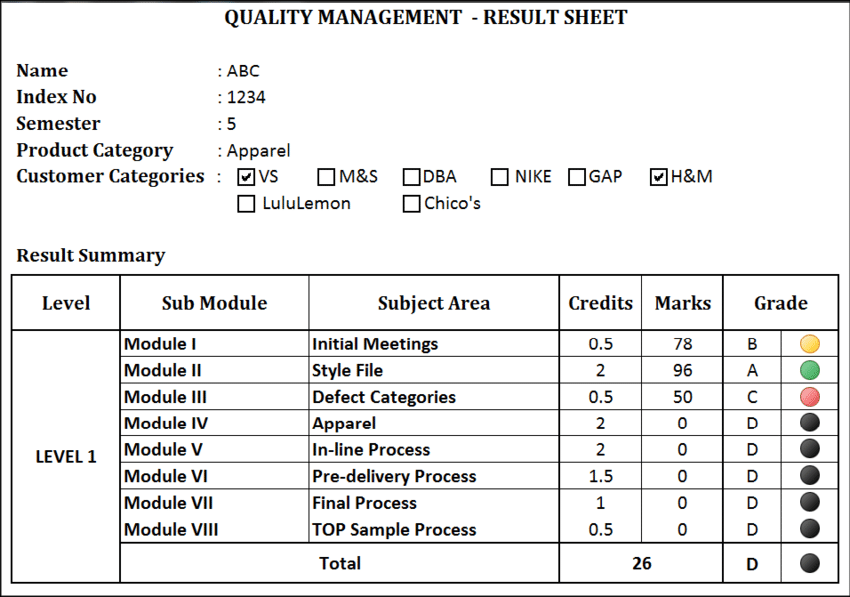 QUALITY MANAGEMENT - RESULT SHEET
Name : ABC
Index No : 1234
Semester : 5
Product Category : Apparel
Customer Categories : VS M&S DBA NIKE GAP H&M
LuluLemon Chico's
Result Summary
Level Sub Module Subject Area Credits Marks Grade
Module I Initial Meetings 0.5 78 B
Module II Style File 2 96 A
Module III Defect Categories 0.5 50 C
Module IV Apparel 2 0 D
LEVEL 1 Module V In-line Process 2 0 D
Module VI Pre-delivery Process 1.5 0 D
Module VII Final Process 1 0 D
Module VIII TOP Sample Process 0.5 0 D
Total 26 D